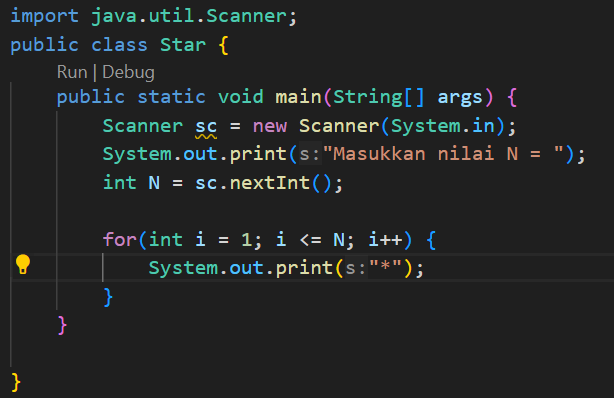 import java.util.Scanner;
public class Star {
Run | Debug
public static void main(String[] args) {
Scanner sc = new Scanner(System.in);
System.out.print(s:"Masukkan nilai N = ");
int N = sc.nextInt();
for(int i = 1; i <= N; i++) {
System.out.print(s:"*");
}
}
}